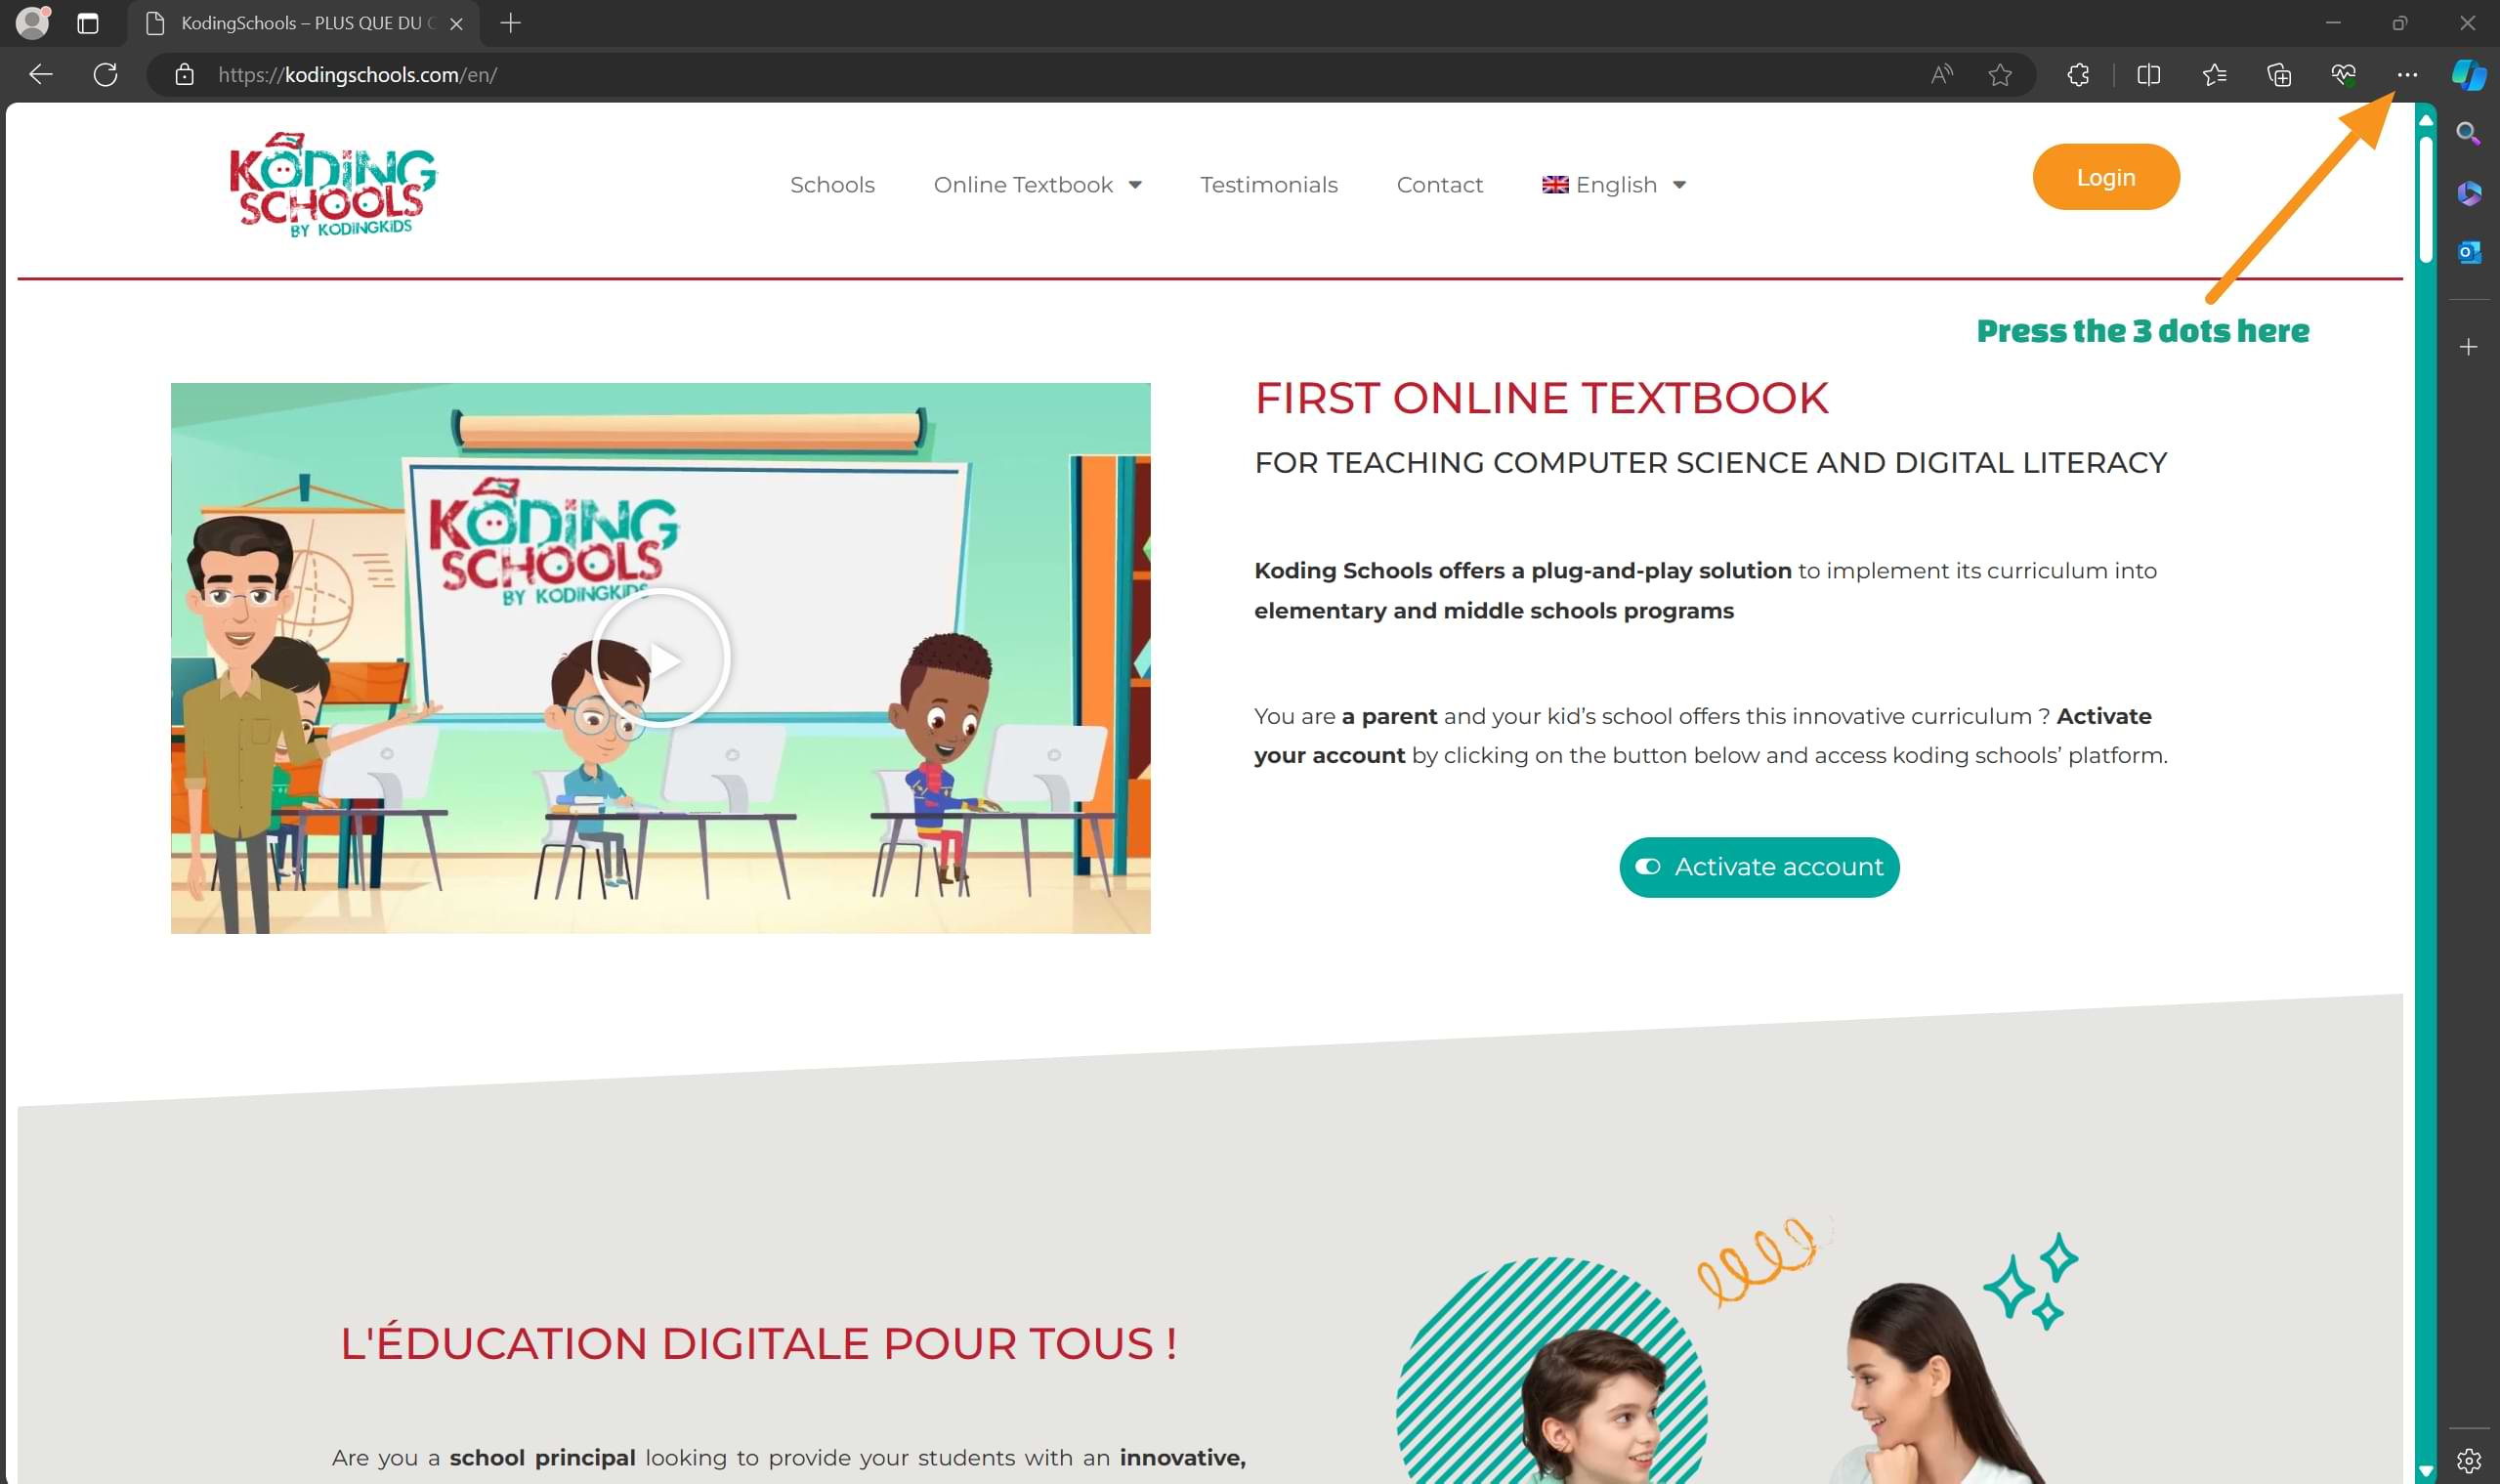 KodingSchools – PLUS QUE DU
https://kodingschools.com/en/
KODING
SCHOOLS
BY KODINGKIDS
Schools
Online Textbook
Testimonials
Contact
English
Login
Press the 3 dots here
FIRST ONLINE TEXTBOOK
FOR TEACHING COMPUTER SCIENCE AND DIGITAL LITERACY
KODING
SCHOOLS
BY KODINGKIDS
Koding Schools offers a plug-and-play solution to implement its curriculum into
elementary and middle schools programs
You are a parent and your kid's school offers this innovative curriculum ? Activate
your account by clicking on the button below and access koding schools' platform.
Activate account
L'ÉDUCATION DIGITALE POUR TOUS !
Are you a school principal looking to provide your students with an innovative,